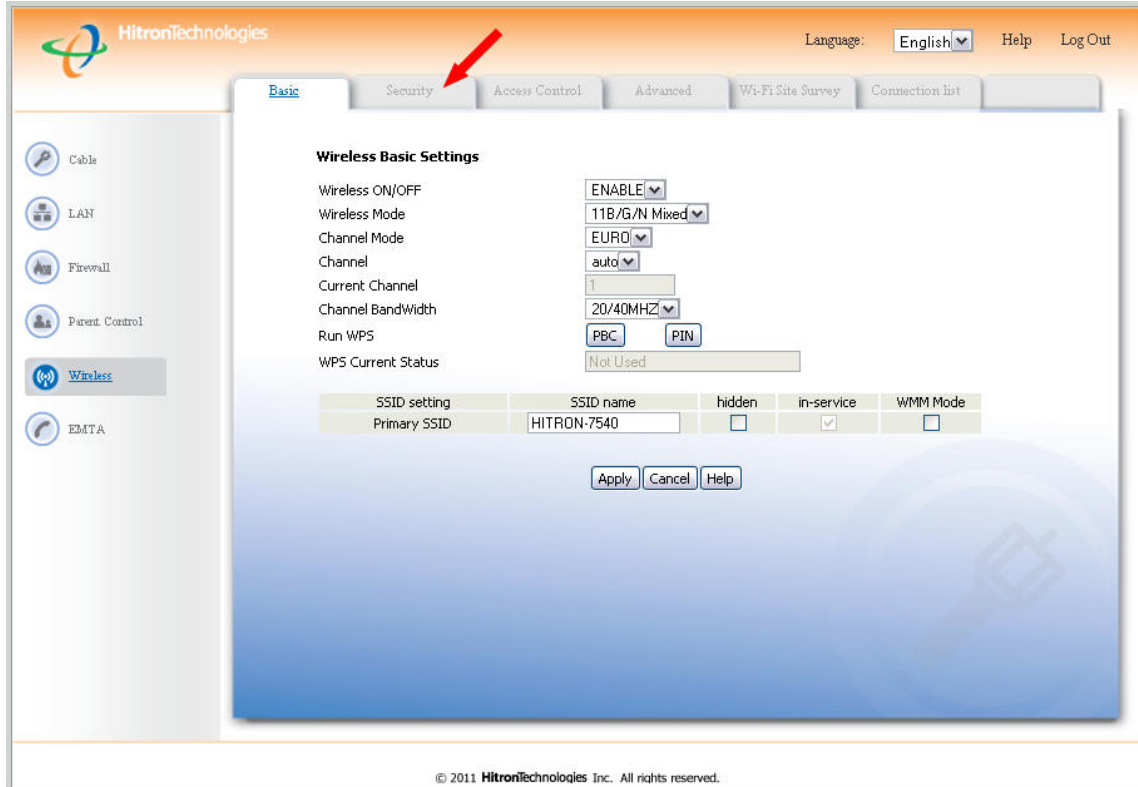 HitronTechnologies
Language: English Help Log Out
Basic Security Access Control Advanced Wi-Fi Site Survey Connection list
Cable
LAN
Firewall
Parent Control
Wireless
EMTA
Wireless Basic Settings
Wireless ON/OFF ENABLE
Wireless Mode 11B/G/N Mixed
Channel Mode EURO
Channel auto
Current Channel 1
Channel BandWidth 20/40MHZ
Run WPS PBC PIN
WPS Current Status Not Used
SSID setting SSID name hidden in-service WMM Mode
Primary SSID HITRON-7540
Apply Cancel Help
© 2011 HitronTechnologies Inc. All rights reserved.